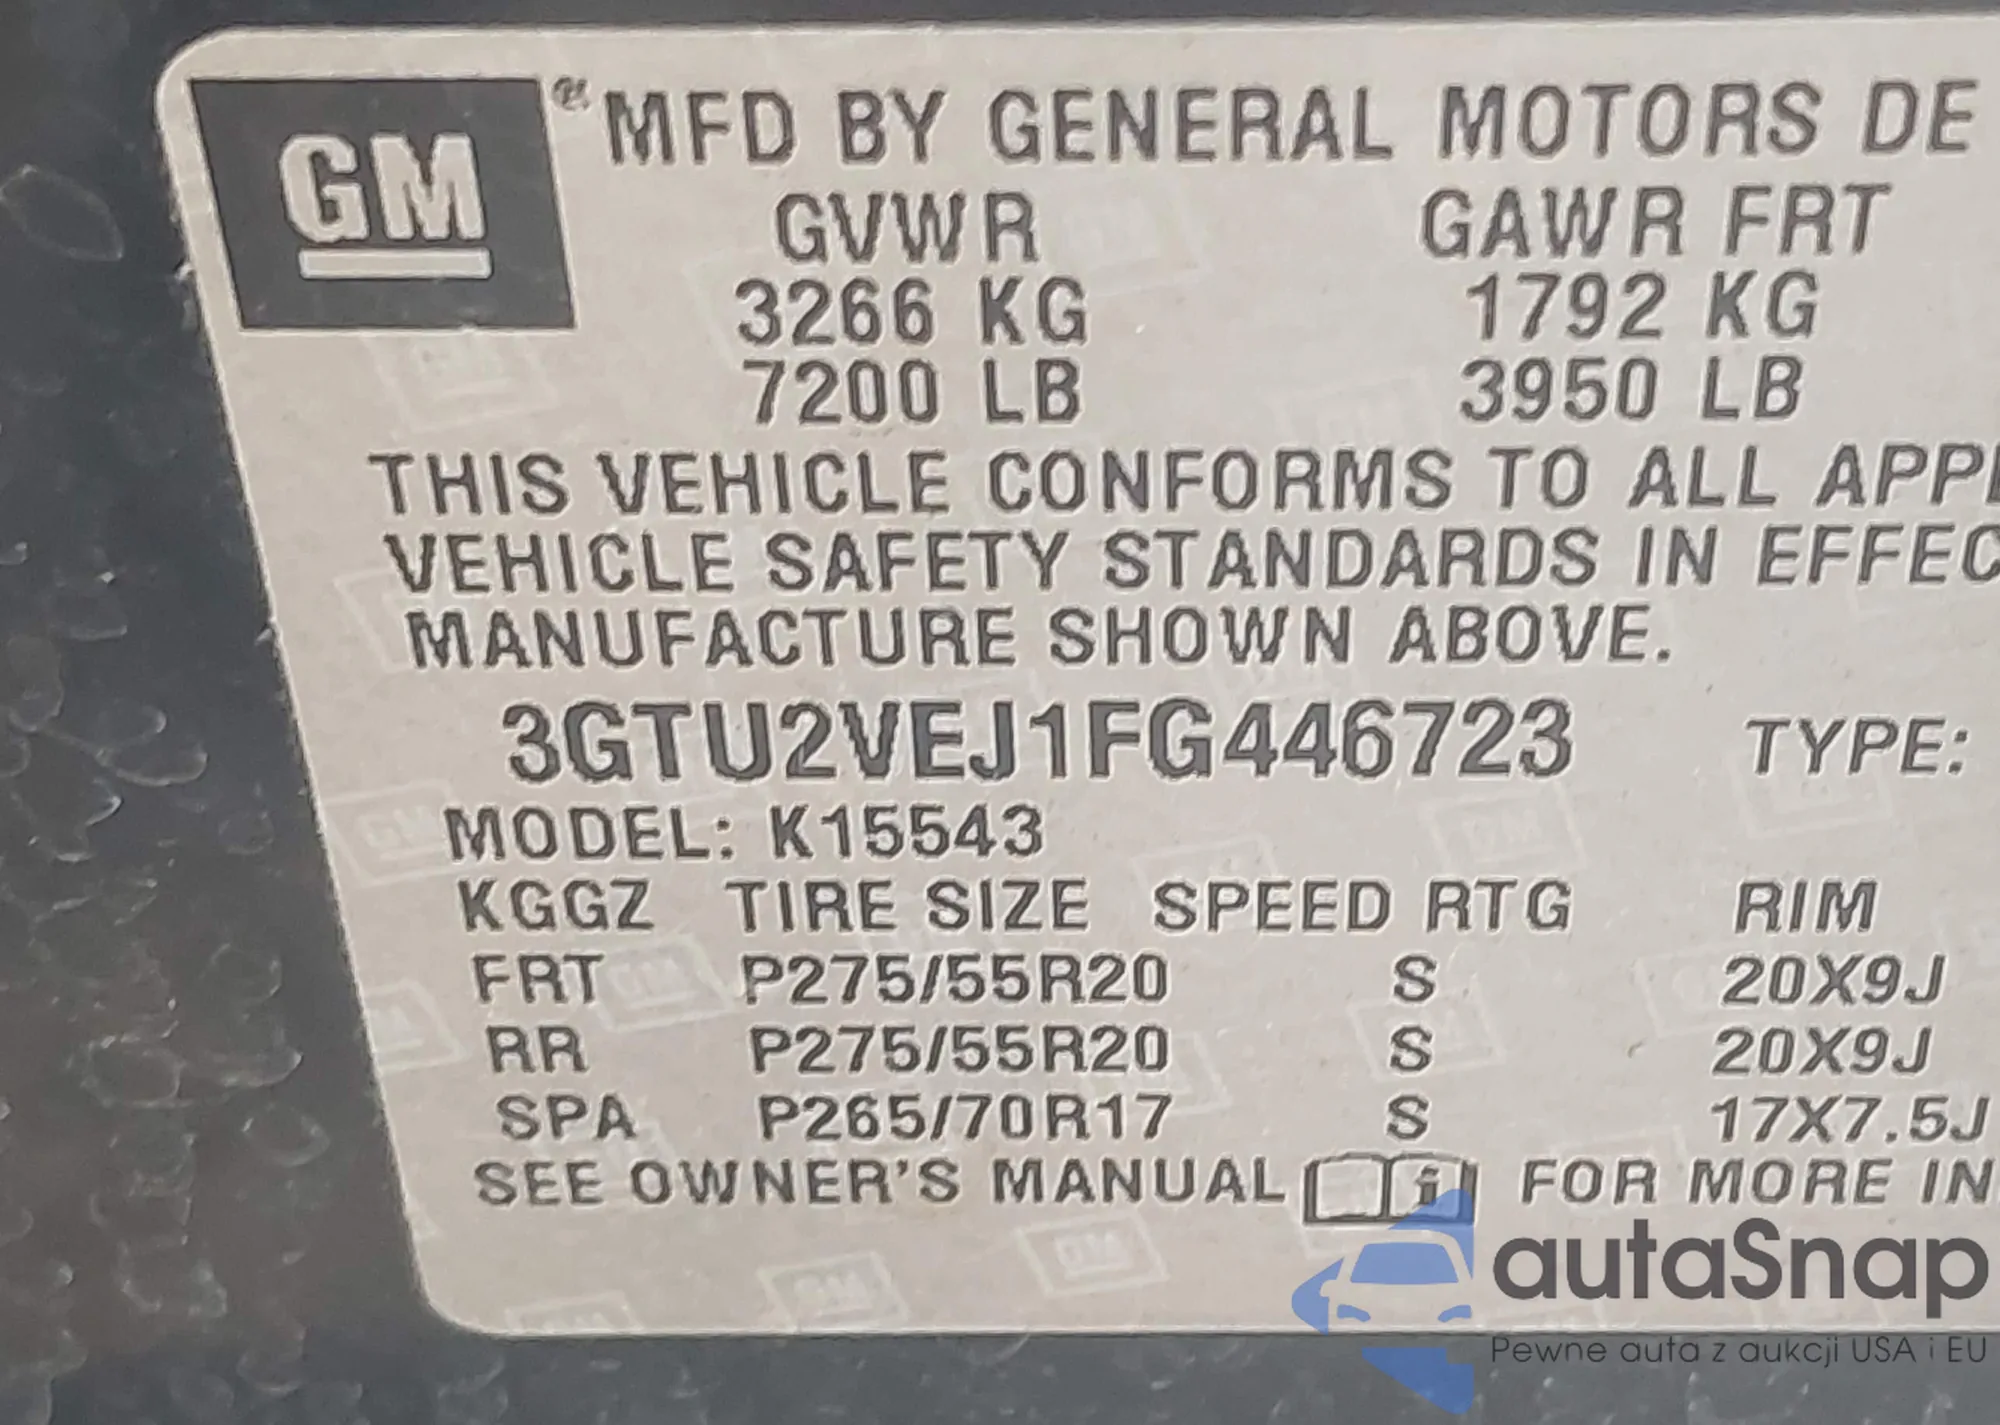 GM® MFD BY GENERAL MOTORS DE
GVWR GAWR FRT
3266 KG 1792 KG
7200 LB 3950 LB
THIS VEHICLE CONFORMS TO ALL APPL
VEHICLE SAFETY STANDARDS IN EFFEC
MANUFACTURE SHOWN ABOVE.
3GTU2VEJ1FG446723 TYPE:
MODEL: K15543
KGGZ TIRE SIZE SPEED RTG RIM
FRT P275/55R20 S 20X9J
RR P275/55R20 S 20X9J
SPA P265/70R17 S 17X7.5J
SEE OWNER'S MANUAL i FOR MORE IN
autaSnap
Pewne auta z aukcji USA i EU